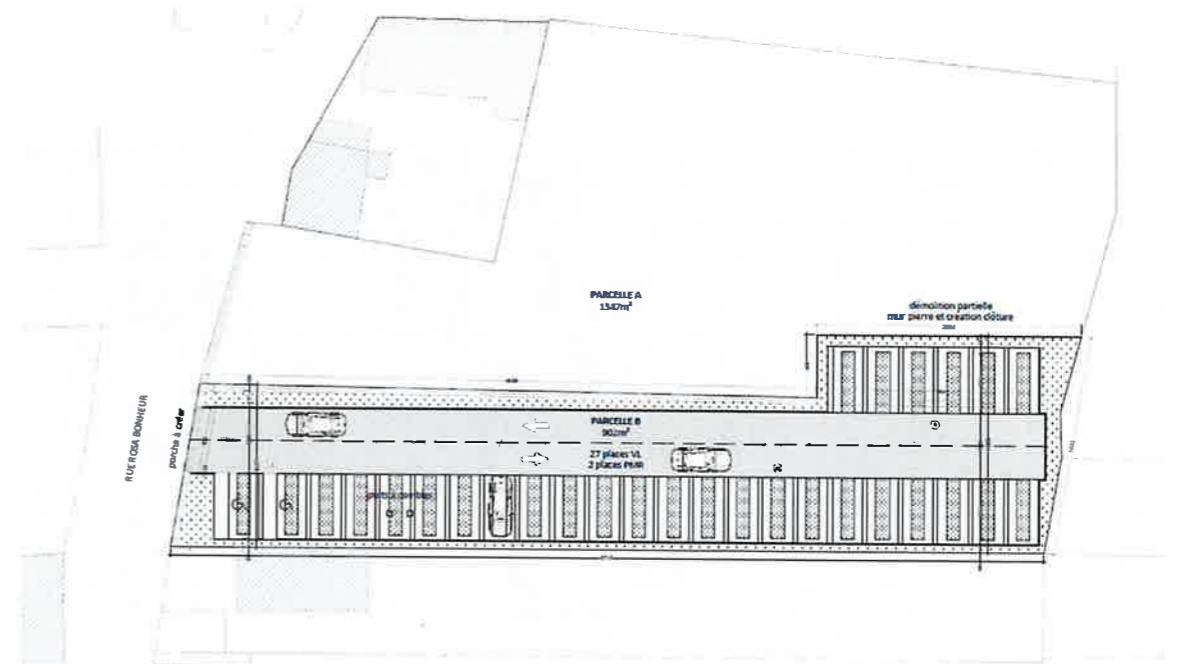 PARCELLE A
1347m²
démolition partielle
mur pierre et création clôture
RUE ROSA BONHEUR
porche à créer
PARCELLE B
902m²
27 places VL
2 places PMR